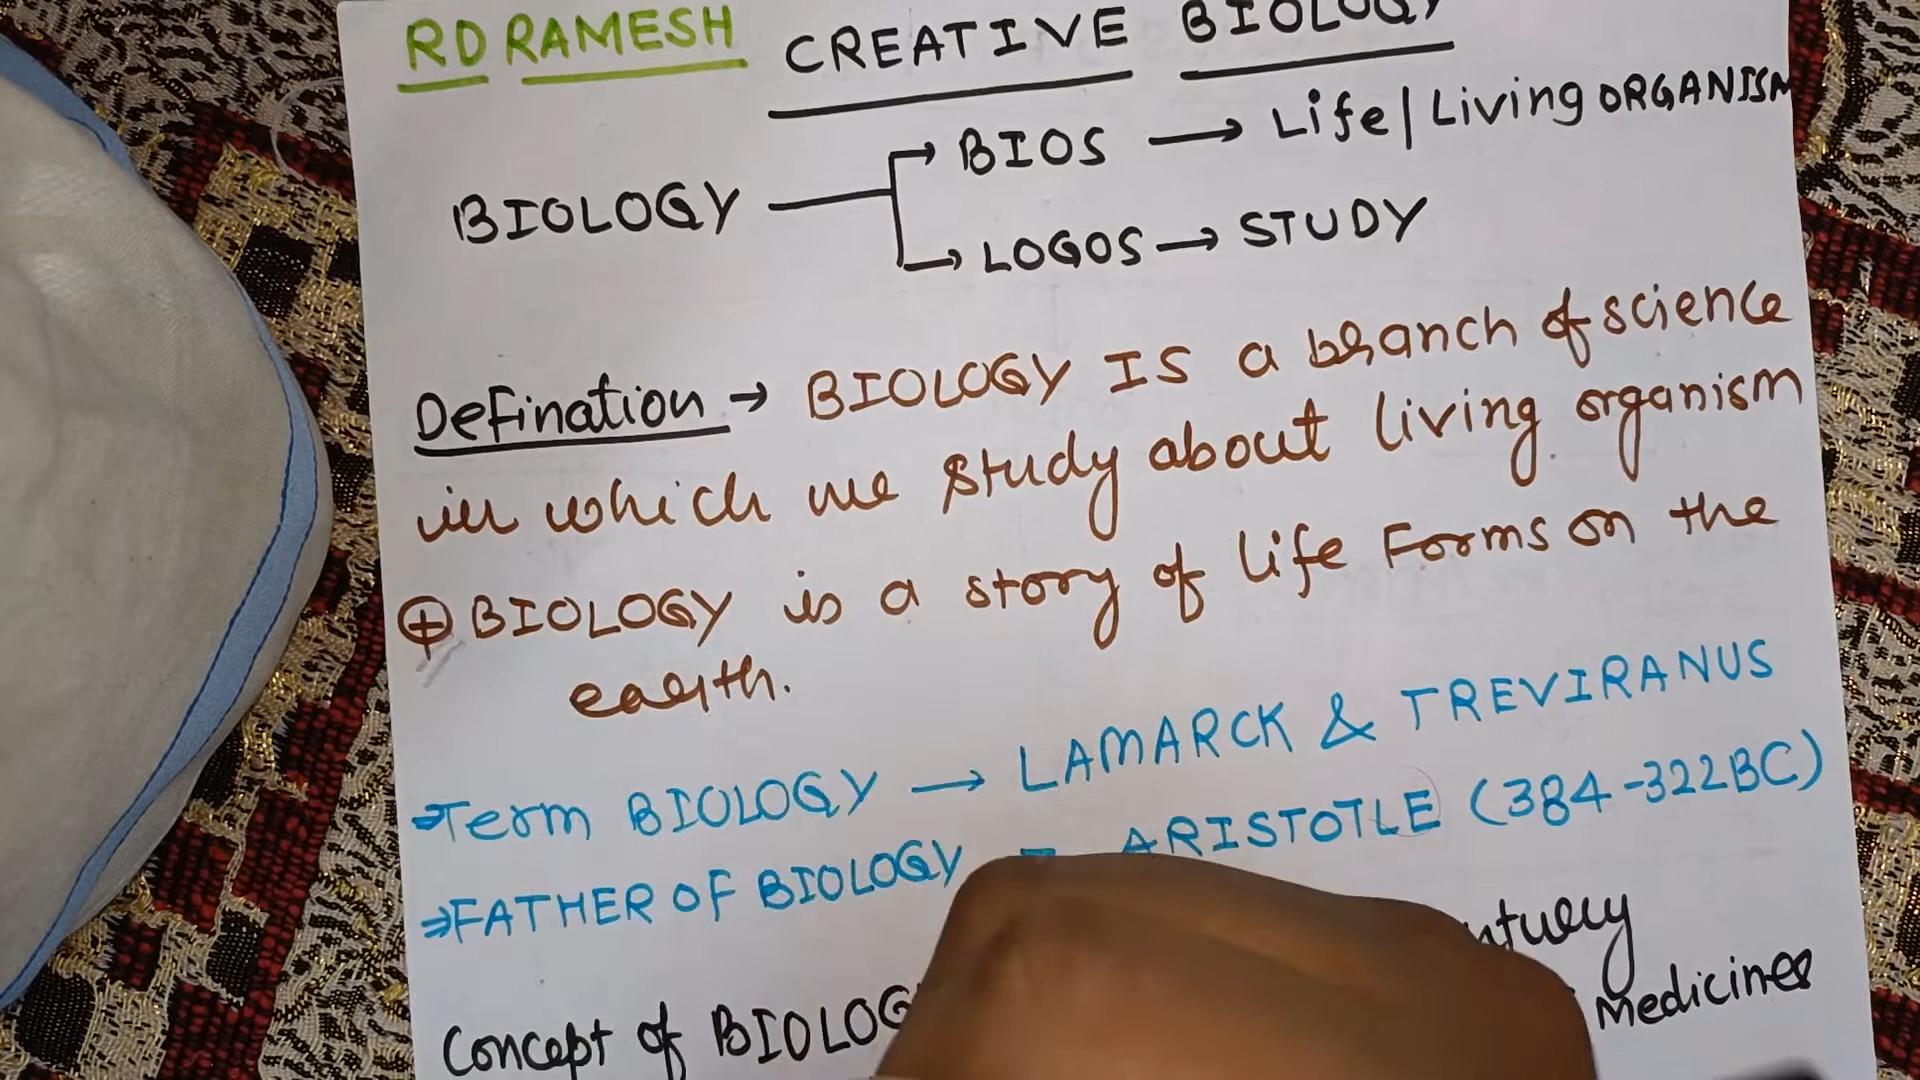 RD RAMESH CREATIVE BIOLOGY
BIOS → Life | Living ORGANISM
BIOLOGY
LOGOS → STUDY
Defination → BIOLOGY IS a branch of science
in which we study about living organism
⊕ BIOLOGY is a story of life Forms on the
earth.
⇒Term BIOLOGY → LAMARCK & TREVIRANUS
⇒FATHER OF BIOLOGY ARISTOTLE (384-322BC)
Concept of Medicines